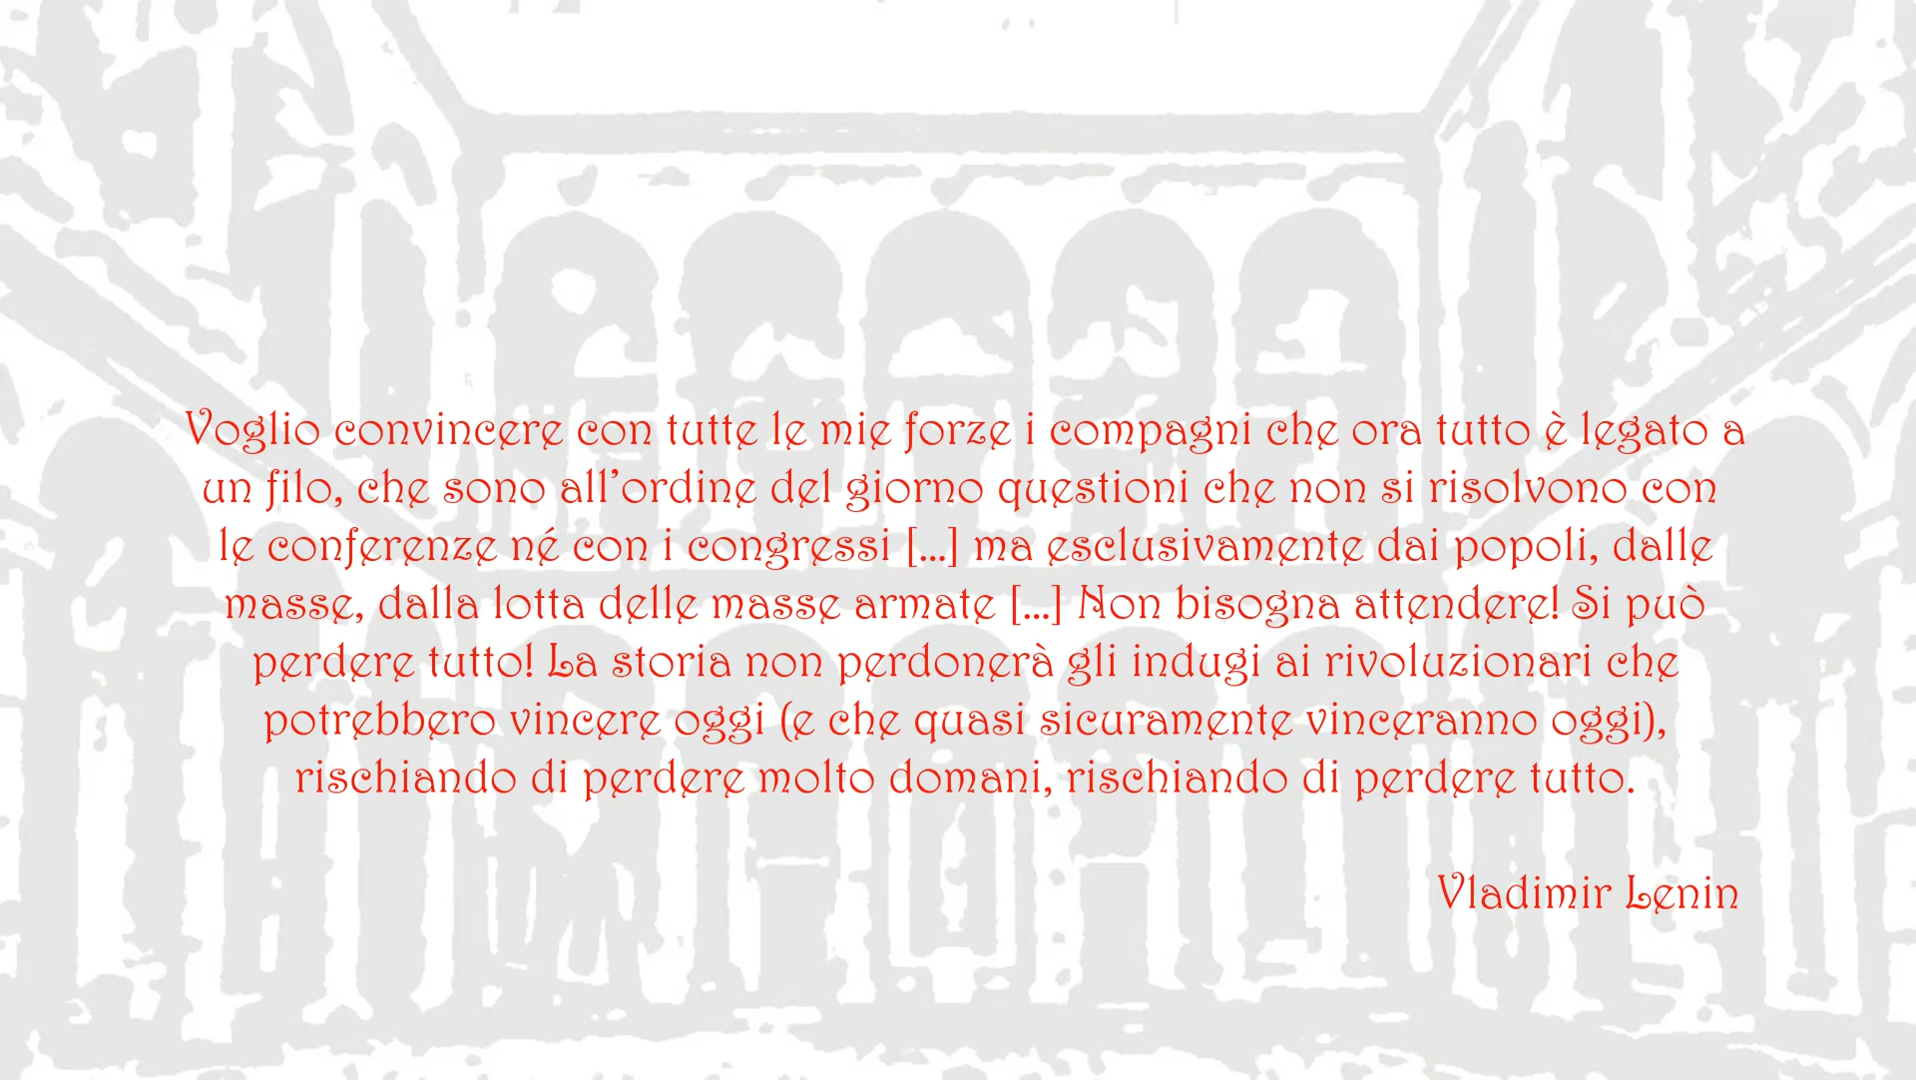 Voglio convincere con tutte le mie forze i compagni che ora tutto è legato a
un filo, che sono all’ordine del giorno questioni che non si risolvono con
le conferenze né con i congressi [...] ma esclusivamente dai popoli, dalle
masse, dalla lotta delle masse armate [...] Non bisogna attendere! Si può
perdere tutto! La storia non perdonerà gli indugi ai rivoluzionari che
potrebbero vincere oggi (e che quasi sicuramente vinceranno oggi),
rischiando di perdere molto domani, rischiando di perdere tutto.
Vladimir Lenin